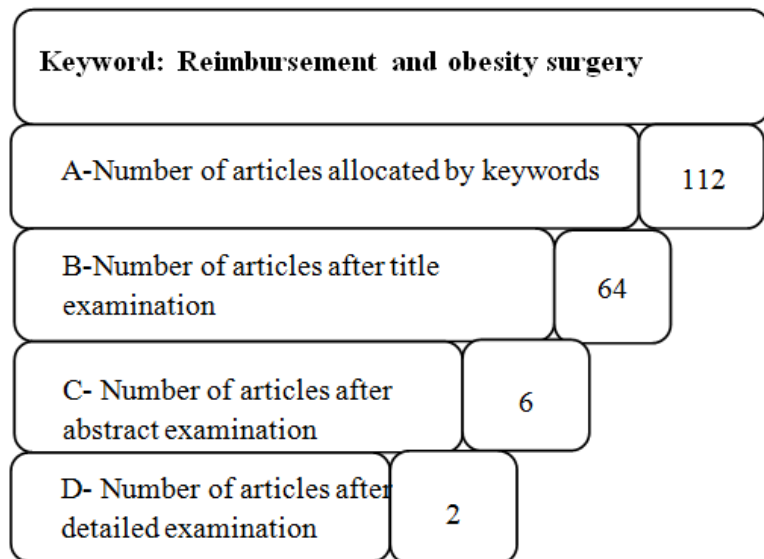 Keyword: Reimbursement and obesity surgery
A-Number of articles allocated by keywords
112
B-Number of articles after title
examination
64
C- Number of articles after
abstract examination
6
D- Number of articles after
detailed examination
2